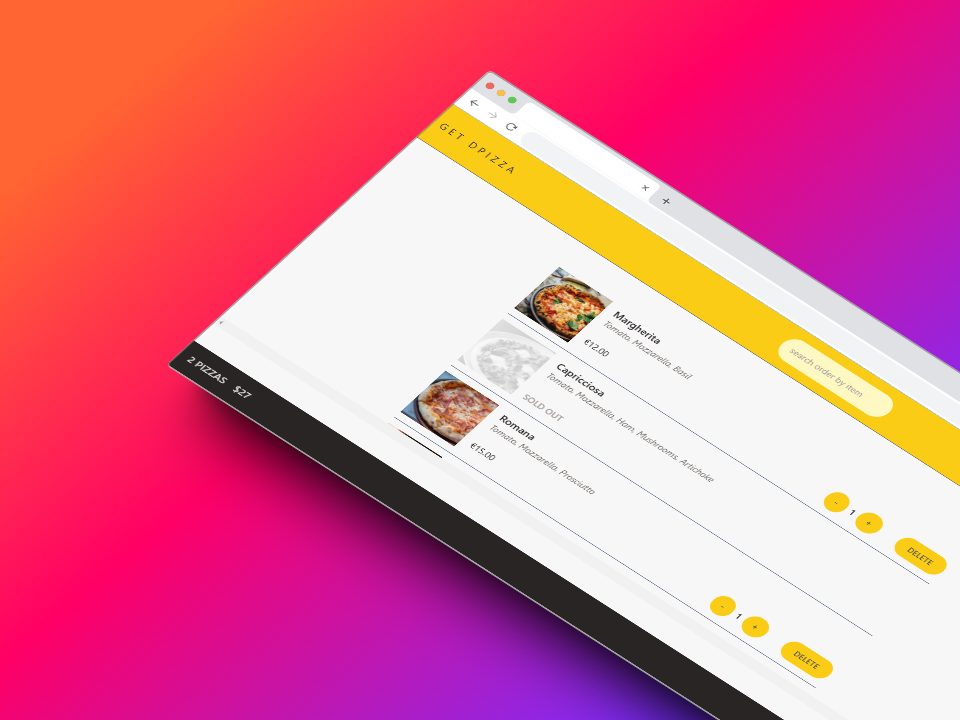 GET DPIZZA
search order by item
Margherita
Tomato, Mozzarella, Basil
€12.00
- 1 +
DELETE
Capricciosa
Tomato, Mozzarella, Ham, Mushrooms, Artichoke
SOLD OUT
Romana
Tomato, Mozzarella, Prosciutto
€15.00
- 1 +
DELETE
2 PIZZAS $27